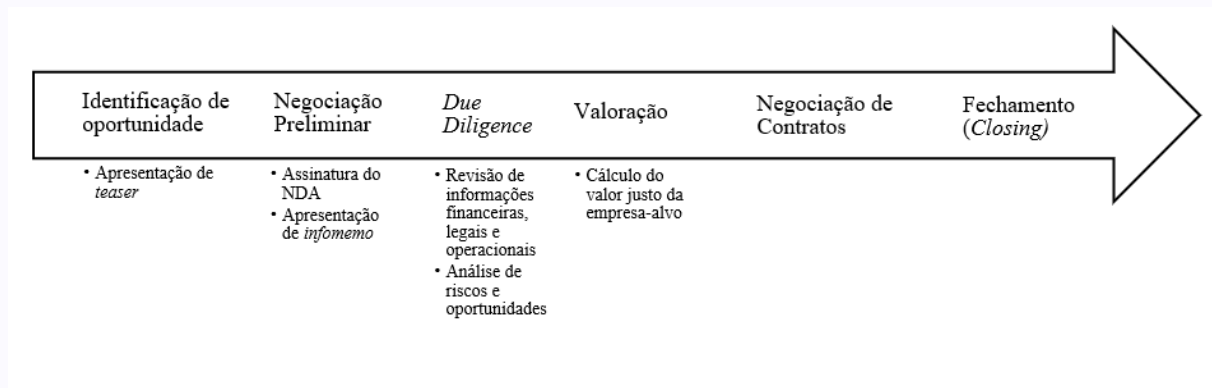 Identificação de
oportunidade
Negociação
Preliminar
Due
Diligence
Valoração
Negociação de
Contratos
Fechamento
(Closing)
• Apresentação de
teaser
• Assinatura do
NDA
• Apresentação
de infomemo
• Revisão de
informações
financeiras,
legais e
operacionais
• Análise de
riscos e
oportunidades
• Cálculo do
valor justo da
empresa-alvo